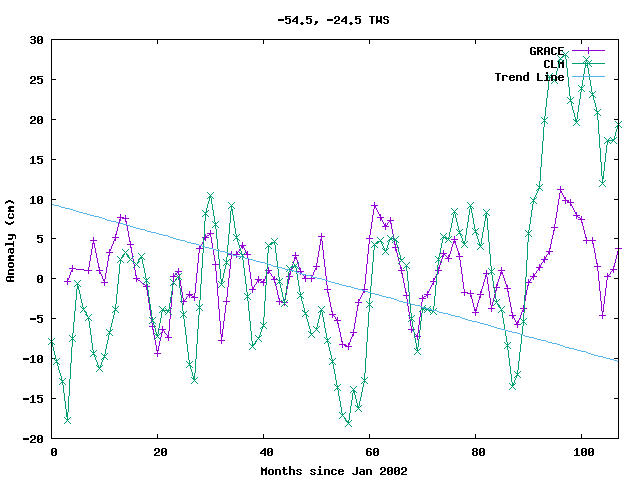 -54.5, -24.5 TWS
GRACE
CLM
Trend Line
30
25
20
15
10
5
0
-5
-10
-15
-20
Anomaly (cm)
0 20 40 60 80 100
Months since Jan 2002